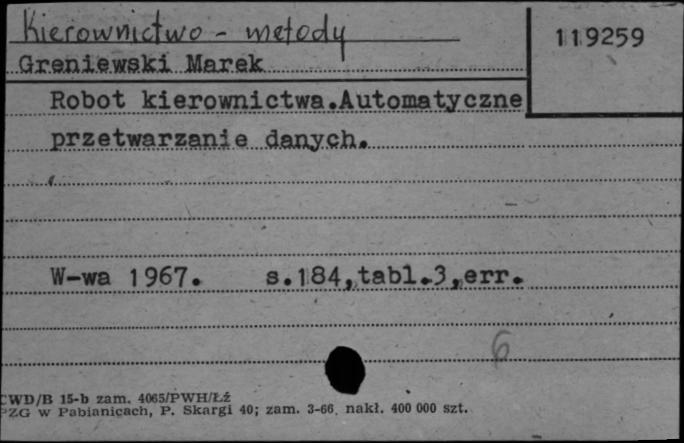 Kierownictwo - metody
119259
Greniewski Marek
Robot kierownictwa.Automatyczne
przetwarzanie danych.
W-wa 1967. s.184,tabl.3,err.
6
CWD/B 15-b zam. 4065/PWH/Łź
PZG w Pabianicach, P. Skargi 40; zam. 3-66 nakł. 400 000 szt.